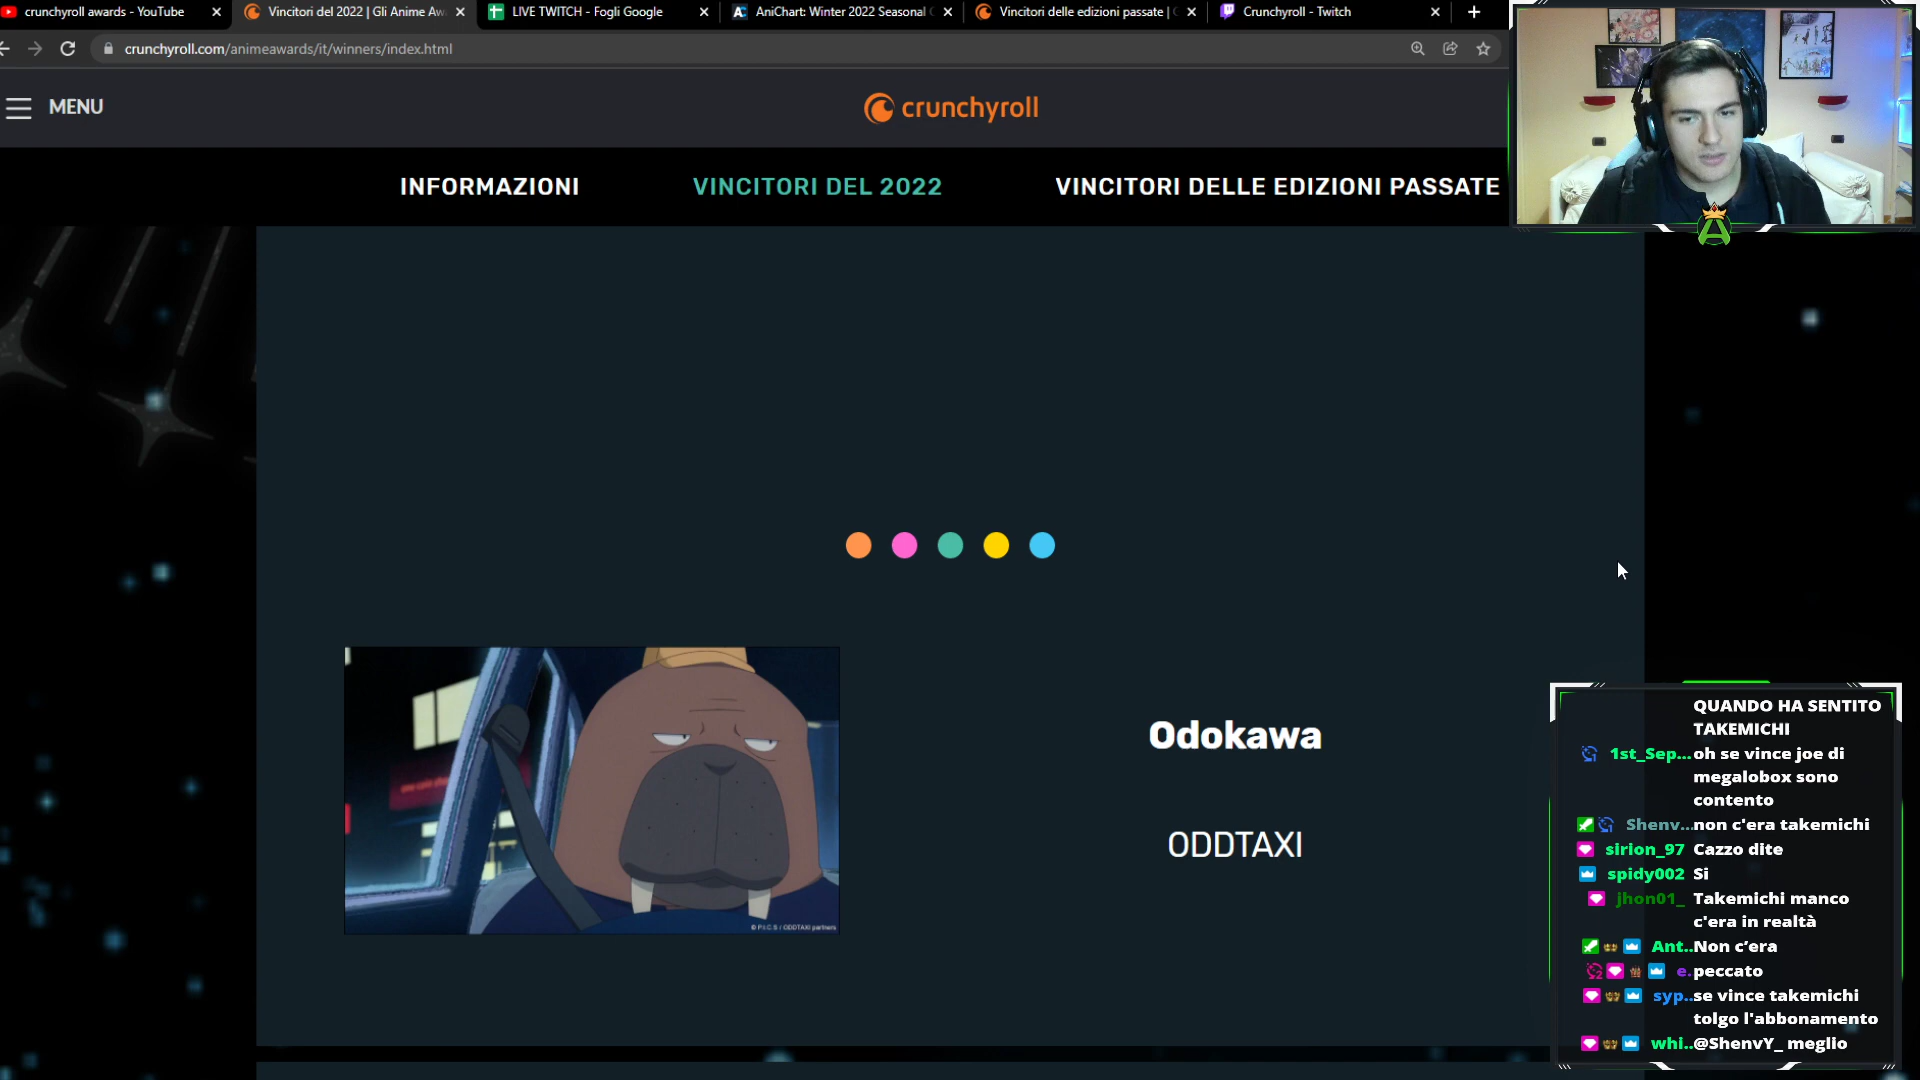 crunchyroll awards - YouTube
Vincitori del 2022 | Gli Anime Aw
LIVE TWITCH - Fogli Google
AniChart: Winter 2022 Seasonal
Vincitori delle edizioni passate |
Crunchyroll - Twitch
crunchyroll.com/animeawards/it/winners/index.html
MENU
crunchyroll
INFORMAZIONI
VINCITORI DEL 2022
VINCITORI DELLE EDIZIONI PASSATE
Odokawa
ODDTAXI
© P.I.C.S / ODDTAXI partners
QUANDO HA SENTITO
TAKEMICHI
1st_Sep... oh se vince joe di
megalobox sono
contento
Shenv... non c'era takemichi
sirion_97 Cazzo dite
spidy002 Si
jhon01_ Takemichi manco
c'era in realtà
Ant.. Non c’era
e. peccato
syp.. se vince takemichi
tolgo l'abbonamento
whi.. @ShenvY_ meglio